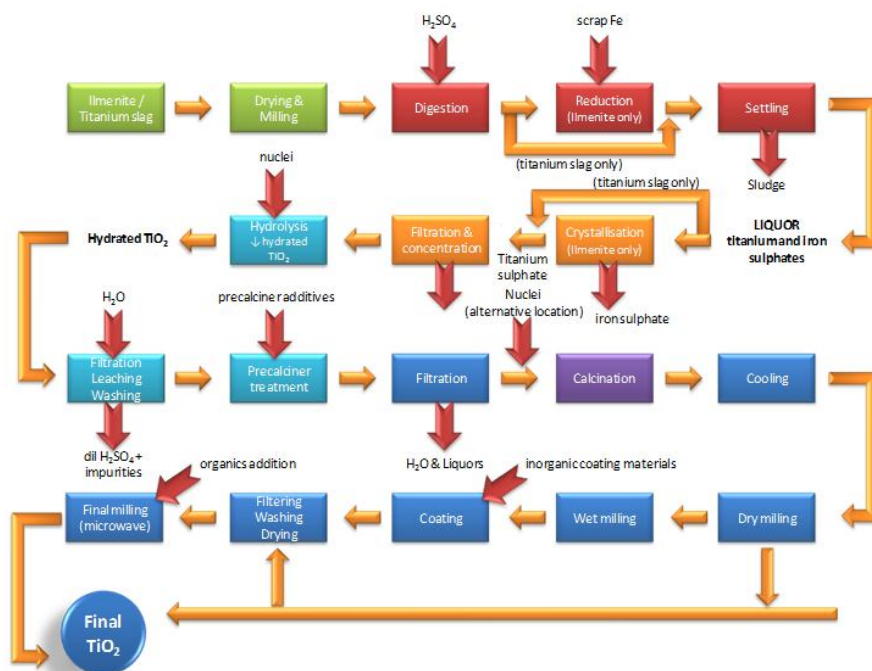 H₂SO₄
scrap Fe
Ilmenite /
Titanium slag
Drying &
Milling
Digestion
Reduction
(Ilmenite only)
Settling
(titanium slag only)
Sludge
nuclei
(titanium slag only)
Hydrated TiO₂
Hydrolysis
↓ hydrated
TiO₂
Filtration &
concentration
Crystallisation
(Ilmenite only)
LIQUOR
titanium and iron
sulphates
Titanium
sulphate
Nuclei
(alternative location)
iron sulphate
H₂O
precalcine radditives
Filtration
Leaching
Washing
Precalciner
treatment
Filtration
Calcination
Cooling
dil H₂SO₄ +
impurities
organics addition
H₂O & Liquors
inorganic coating materials
Final milling
(microwave)
Filtering
Washing
Drying
Coating
Wet milling
Dry milling
Final
TiO₂